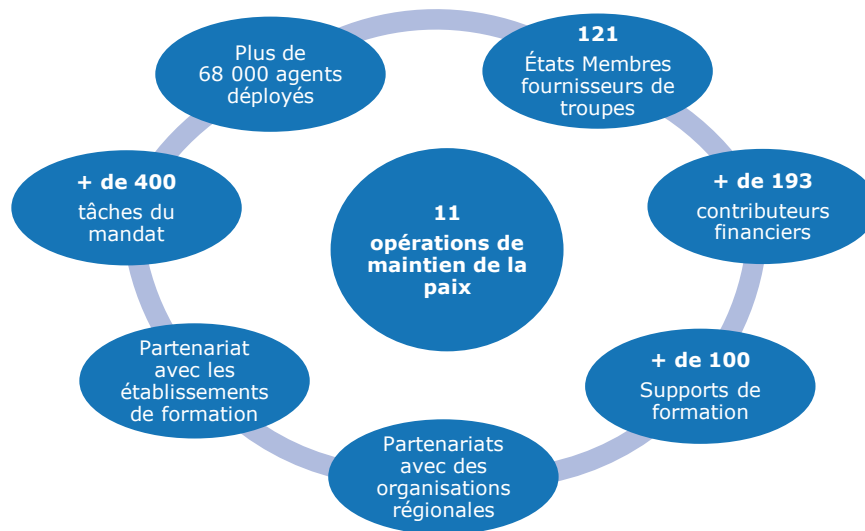 Plus de
68 000 agents
déployés
121
États Membres
fournisseurs de
troupes
+ de 400
tâches du
mandat
+ de 193
contributeurs
financiers
11
opérations de
maintien de la
paix
Partenariat
avec les
établissements
de formation
+ de 100
Supports de
formation
Partenariats
avec des
organisations
régionales